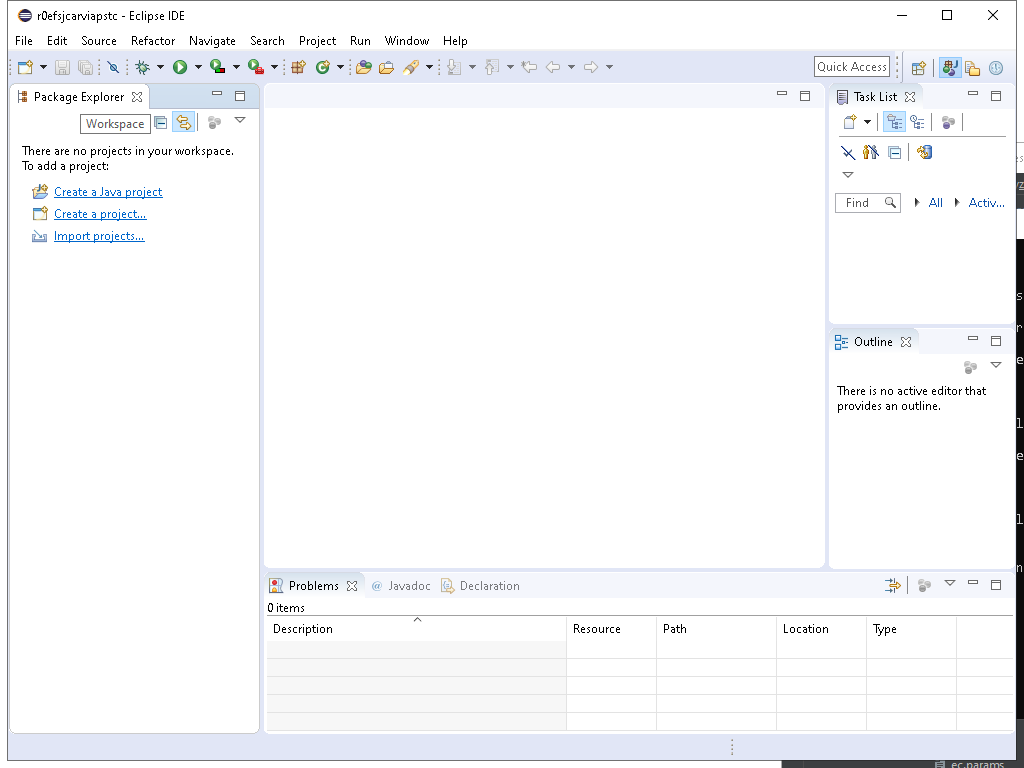 r0efsjcarviapstc - Eclipse IDE
File Edit Source Refactor Navigate Search Project Run Window Help
Quick Access
Package Explorer
Workspace
There are no projects in your workspace.
To add a project:
Create a Java project
Create a project...
Import projects...
Task List
Find All Activ...
Outline
There is no active editor that
provides an outline.
Problems @ Javadoc Declaration
0 items
Description Resource Path Location Type
ec.params